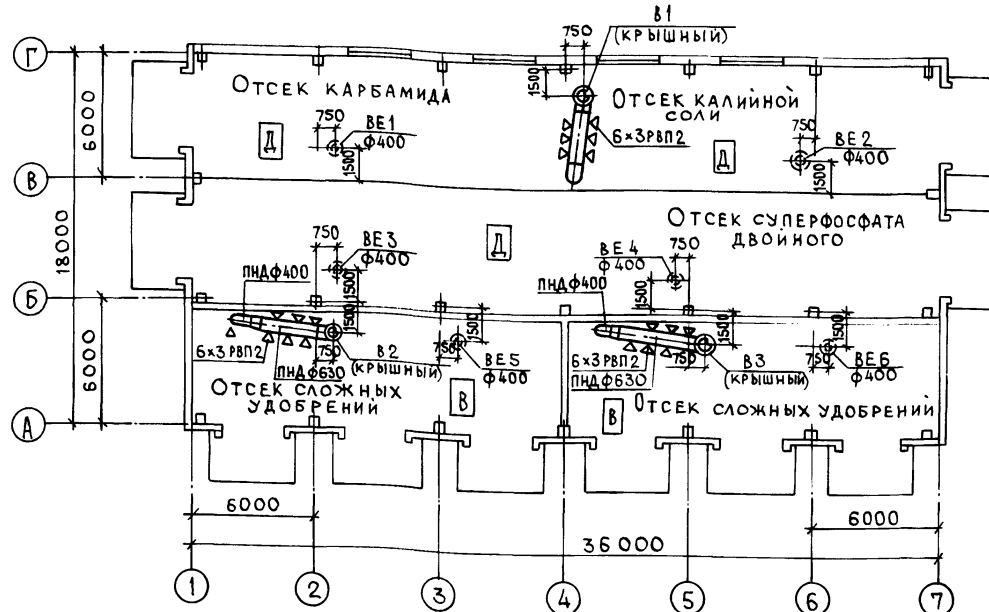 750
В1
(КРЫШНЫЙ)
Г
1500
ОТСЕК КАРБАМИДА
ОТСЕК КАЛИЙНОЙ
СОЛИ
6000
750
ВЕ1
ф400
Д
1500
6×3РВП2
750
ВЕ2
ф400
Д
1500
В
18000
ОТСЕК СУПЕРФОСФАТА
ДВОЙНОГО
750
ВЕ3
ф400
Д
750
ВЕ4
ф400
ПНДф400
1500
ПНДф400
1500
Б
1500
1500
1500
1500
6×3РВП2
750
В2
(КРЫШНЫЙ)
750
ВЕ5
ф400
6×3РВП2
750
В3
(КРЫШНЫЙ)
750
ВЕ6
ф400
ПНДф630
ПНДф630
6000
ОТСЕК СЛОЖНЫХ
УДОБРЕНИЙ
В
ОТСЕК СЛОЖНЫХ УДОБРЕНИЙ
В
А
6000
6000
36000
1
2
3
4
5
6
7